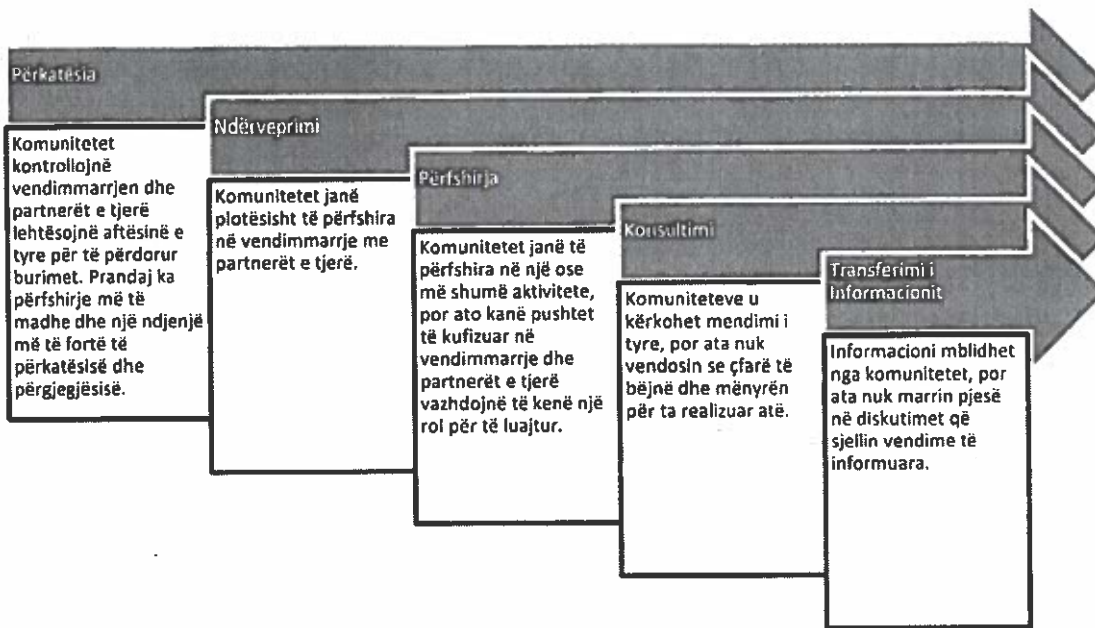 Përkatësia
Komunitetet
kontrollojnë
vendimmarrjen dhe
partnerët e tjerë
lehtësojnë aftësinë e
tyre për të përdorur
burimet. Prandaj ka
përfshirje më të
madhe dhe një ndjenjë
më të fortë të
përkatësisë dhe
përgjegjësisë.
Ndërveprimi
Komunitetet janë
plotësisht të përfshira
në vendimmarrje me
partnerët e tjerë.
Përfshirja
Komunitetet janë të
përfshira në një ose
më shumë aktivitete,
por ato kanë pushtet
të kufizuar në
vendimmarrje dhe
partnerët e tjerë
vazhdojnë të kenë një
rol për të luajtur.
Konsultimi
Komuniteteve u
kërkohet mendimi i
tyre, por ata nuk
vendosin se çfarë të
bëjnë dhe mënyrën
për ta realizuar atë.
Transferimi i
Informacionit
Informacioni mblidhet
nga komunitetet, por
ata nuk marrin pjesë
në diskutimet që
sjellin vendime të
informuara.